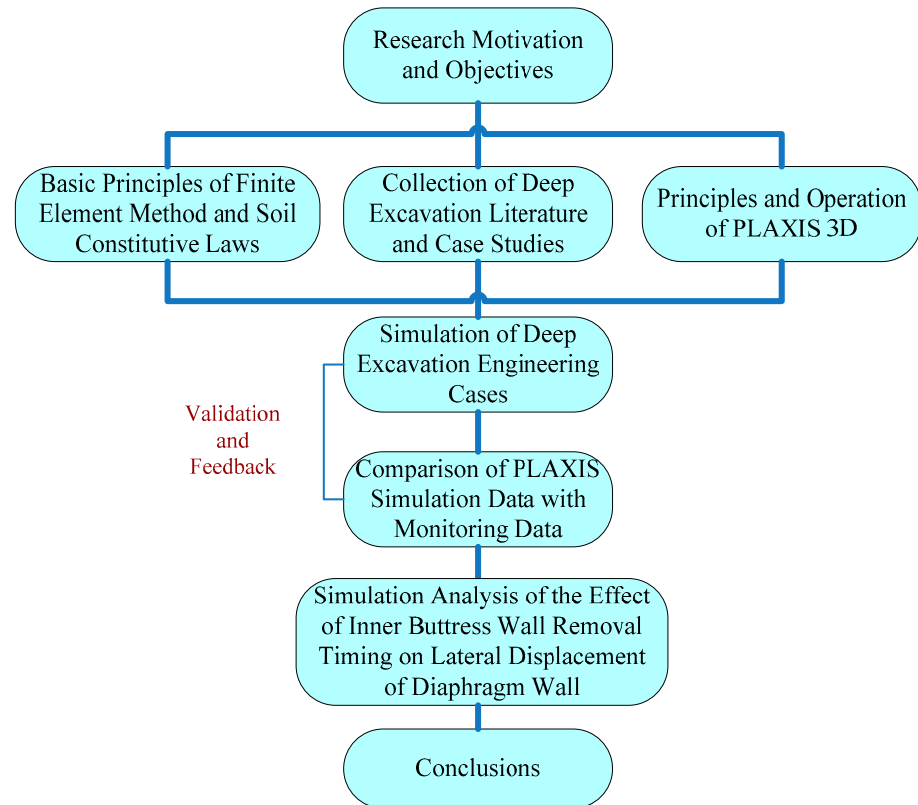 Research Motivation
and Objectives
Basic Principles of Finite
Element Method and Soil
Constitutive Laws
Collection of Deep
Excavation Literature
and Case Studies
Principles and Operation
of PLAXIS 3D
Simulation of Deep
Excavation Engineering
Cases
Validation
and
Feedback
Comparison of PLAXIS
Simulation Data with
Monitoring Data
Simulation Analysis of the Effect
of Inner Buttress Wall Removal
Timing on Lateral Displacement
of Diaphragm Wall
Conclusions